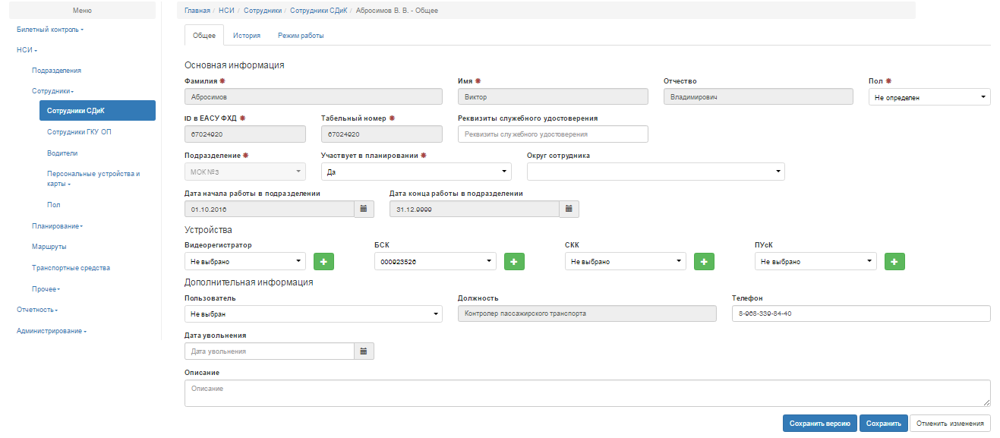 Меню
Билетный контроль
НСИ
Подразделения
Сотрудники
Сотрудники СДиК
Сотрудники ГКУ ОП
Водители
Персональные устройства и
карты
Пол
Планирование
Маршруты
Транспортные средства
Прочее
Отчетность
Администрирование
Главная / НСИ / Сотрудники / Сотрудники СДиК / Абросимов В. В. - Общее
Общее История Режим работы
Основная информация
Фамилия * Имя * Отчество Пол *
Абросимов Виктор Владимирович Не определен
ID в ЕАСУ ФХД * Табельный номер * Реквизиты служебного удостоверения
67024920 67024920 Реквизиты служебного удостоверения
Подразделение * Участвует в планировании * Округ сотрудника
МОК №3 Да
Дата начала работы в подразделении Дата конца работы в подразделении
01.10.2016 31.12.9999
Устройства
Видеорегистратор БСК СКК ПУсК
Не выбрано 000923526 Не выбрано Не выбрано
Дополнительная информация
Пользователь Должность Телефон
Не выбран Контролер пассажирского транспорта 8-968-339-84-40
Дата увольнения
Дата увольнения
Описание
Описание
Сохранить версию Сохранить Отменить изменения